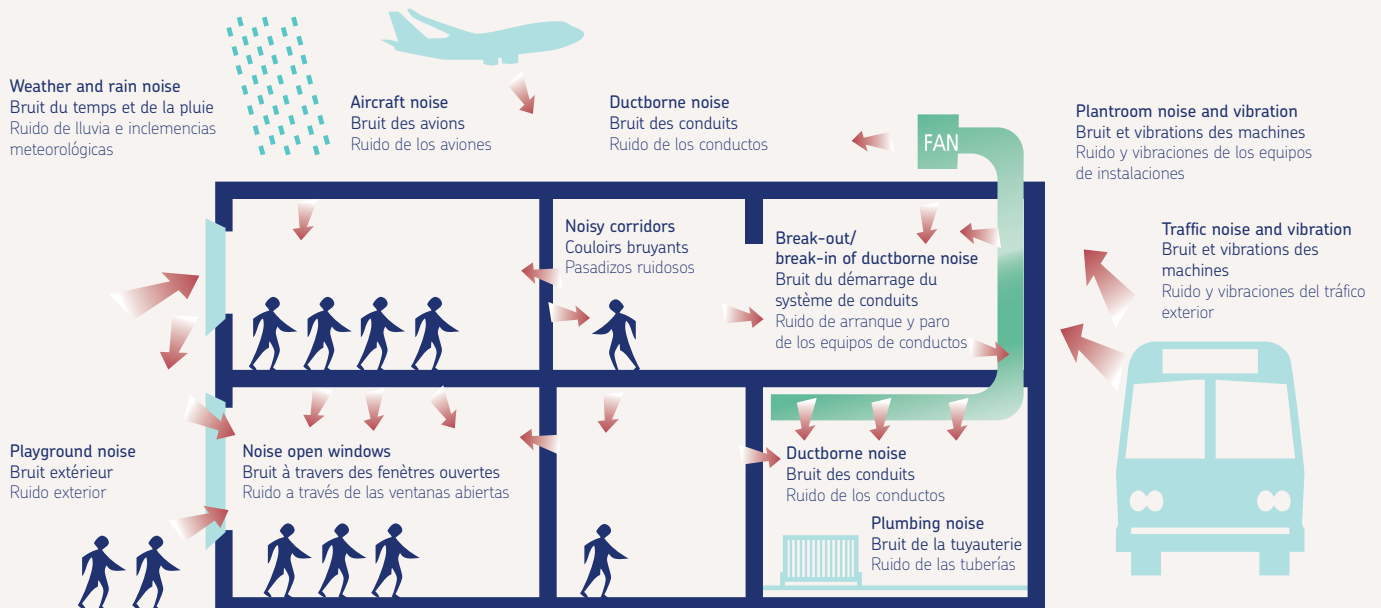 Weather and rain noise
Bruit du temps et de la pluie
Ruido de lluvia e inclemencias
meteorológicas
Aircraft noise
Bruit des avions
Ruido de los aviones
Ductborne noise
Bruit des conduits
Ruido de los conductos
FAN
Plantroom noise and vibration
Bruit et vibrations des machines
Ruido y vibraciones de los equipos
de instalaciones
Noisy corridors
Couloirs bruyants
Pasadizos ruidosos
Break-out/
break-in of ductborne noise
Bruit du démarrage du
système de conduits
Ruido de arranque y paro
de los equipos de conductos
Traffic noise and vibration
Bruit et vibrations des
machines
Ruido y vibraciones del tráfico
exterior
Playground noise
Bruit extérieur
Ruido exterior
Noise open windows
Bruit à travers des fenètres ouvertes
Ruido a través de las ventanas abiertas
Ductborne noise
Bruit des conduits
Ruido de los conductos
Plumbing noise
Bruit de la tuyauterie
Ruido de las tuberías